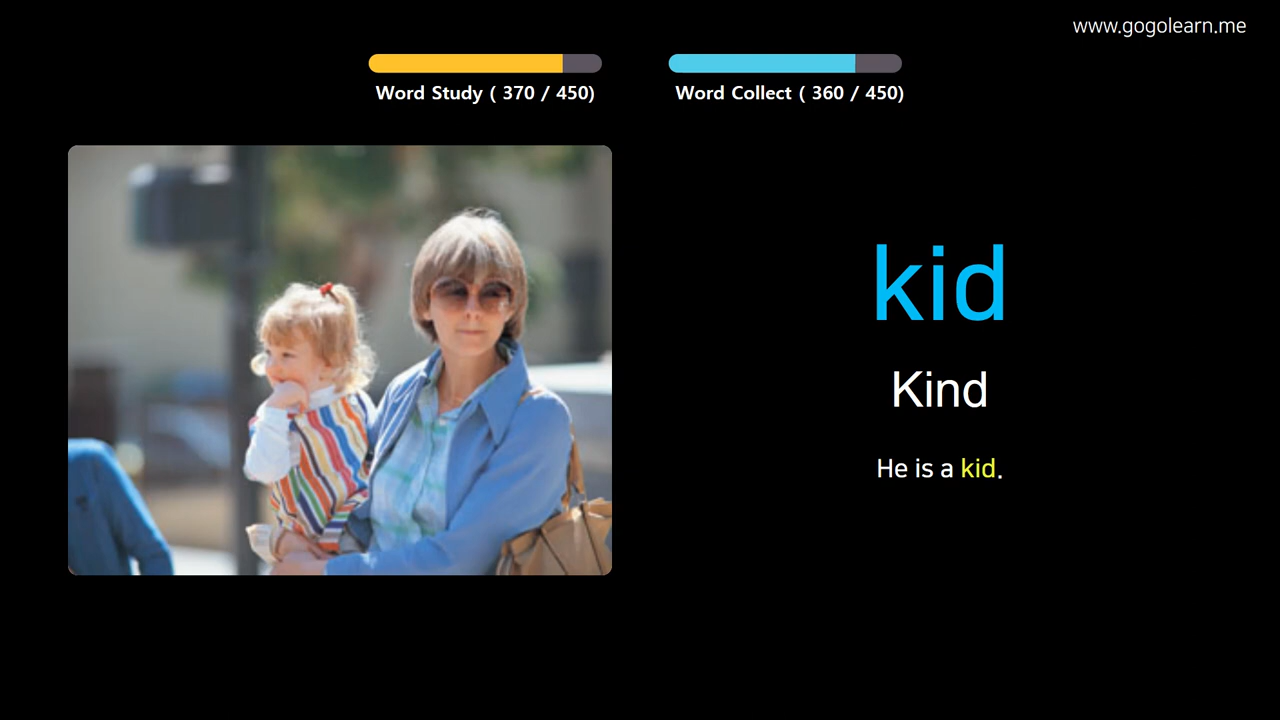 www.gogolearn.me
Word Study ( 370 / 450)
Word Collect ( 360 / 450)
kid
Kind
He is a kid.